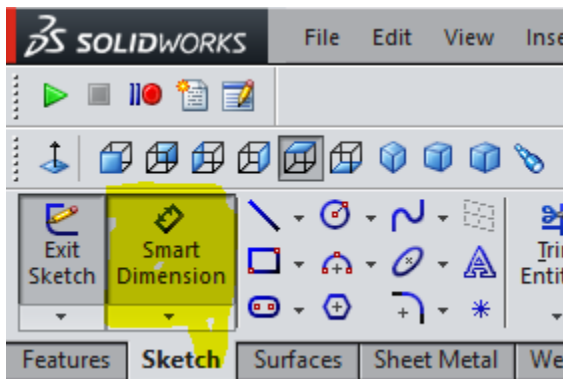 SOLIDWORKS File Edit View
Exit Smart
Sketch Dimension
Features Sketch Surfaces Sheet Metal